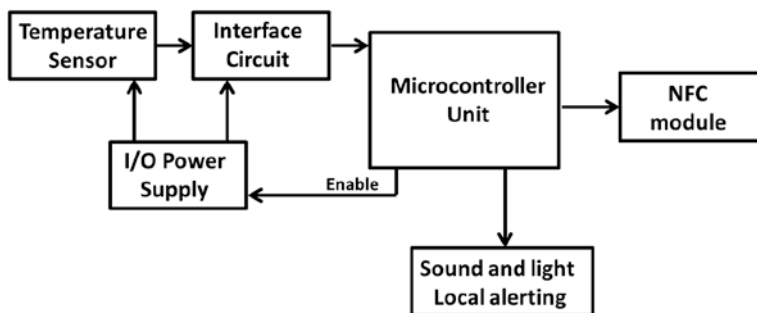 Temperature
Sensor
Interface
Circuit
Microcontroller
Unit
NFC
module
I/O Power
Supply
Enable
Sound and light
Local alerting